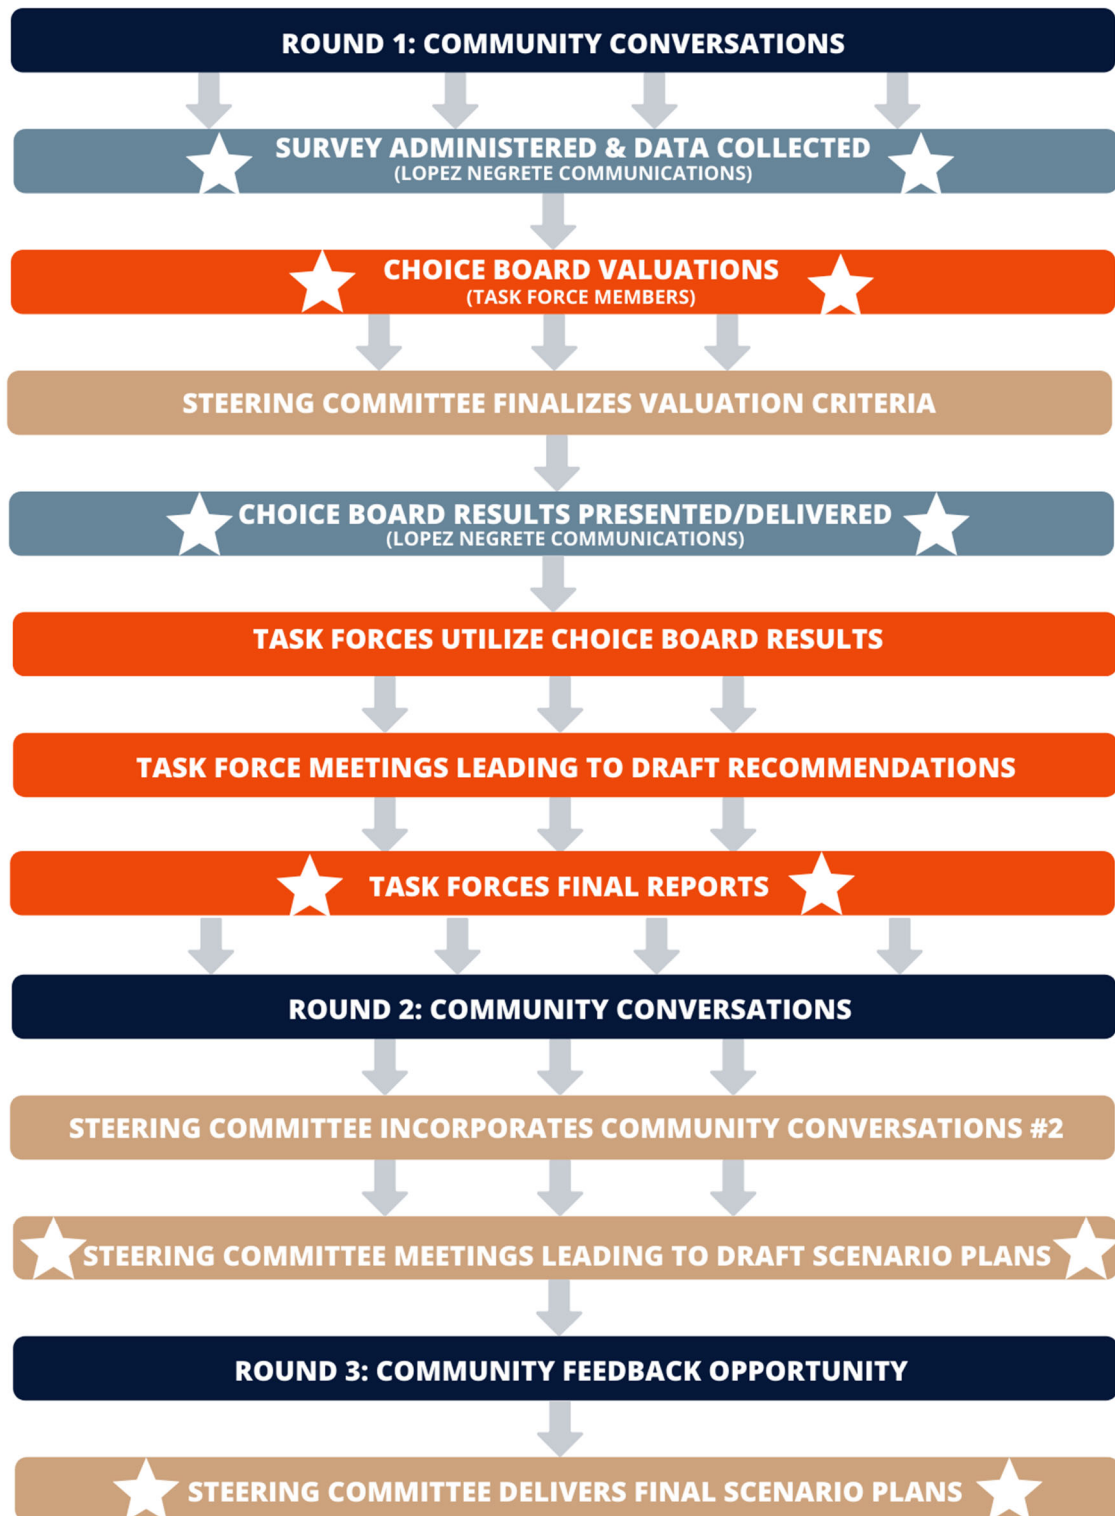 ROUND 1: COMMUNITY CONVERSATIONS
SURVEY ADMINISTERED & DATA COLLECTED
(LOPEZ NEGRETE COMMUNICATIONS)
CHOICE BOARD VALUATIONS
(TASK FORCE MEMBERS)
STEERING COMMITTEE FINALIZES VALUATION CRITERIA
CHOICE BOARD RESULTS PRESENTED/DELIVERED
(LOPEZ NEGRETE COMMUNICATIONS)
TASK FORCES UTILIZE CHOICE BOARD RESULTS
TASK FORCE MEETINGS LEADING TO DRAFT RECOMMENDATIONS
TASK FORCES FINAL REPORTS
ROUND 2: COMMUNITY CONVERSATIONS
STEERING COMMITTEE INCORPORATES COMMUNITY CONVERSATIONS #2
STEERING COMMITTEE MEETINGS LEADING TO DRAFT SCENARIO PLANS
ROUND 3: COMMUNITY FEEDBACK OPPORTUNITY
STEERING COMMITTEE DELIVERS FINAL SCENARIO PLANS